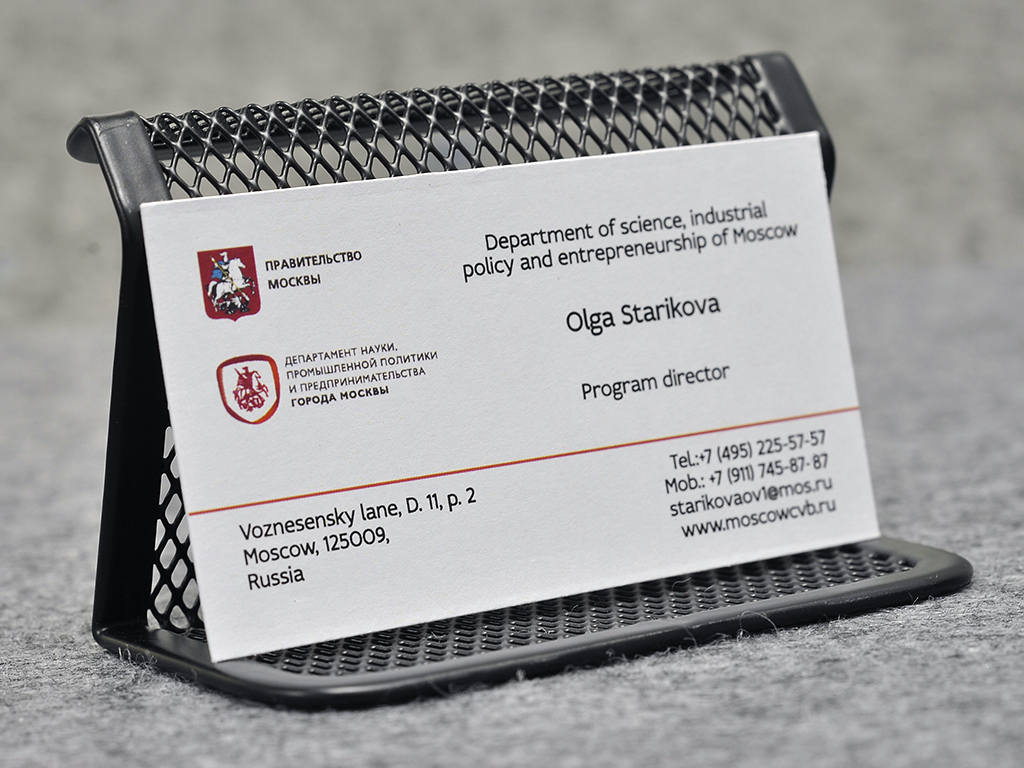 ПРАВИТЕЛЬСТВО
МОСКВЫ
ДЕПАРТАМЕНТ НАУКИ,
ПРОМЫШЛЕННОЙ ПОЛИТИКИ
И ПРЕДПРИНИМАТЕЛЬСТВА
ГОРОДА МОСКВЫ
Department of science, industrial
policy and entrepreneurship of Moscow
Olga Starikova
Program director
Voznesensky lane, D. 11, p. 2
Moscow, 125009,
Russia
Tel.:+7 (495) 225-57-57
Mob.: +7 (911) 745-87-87
starikovaov1@mos.ru
www.moscowcvb.ru